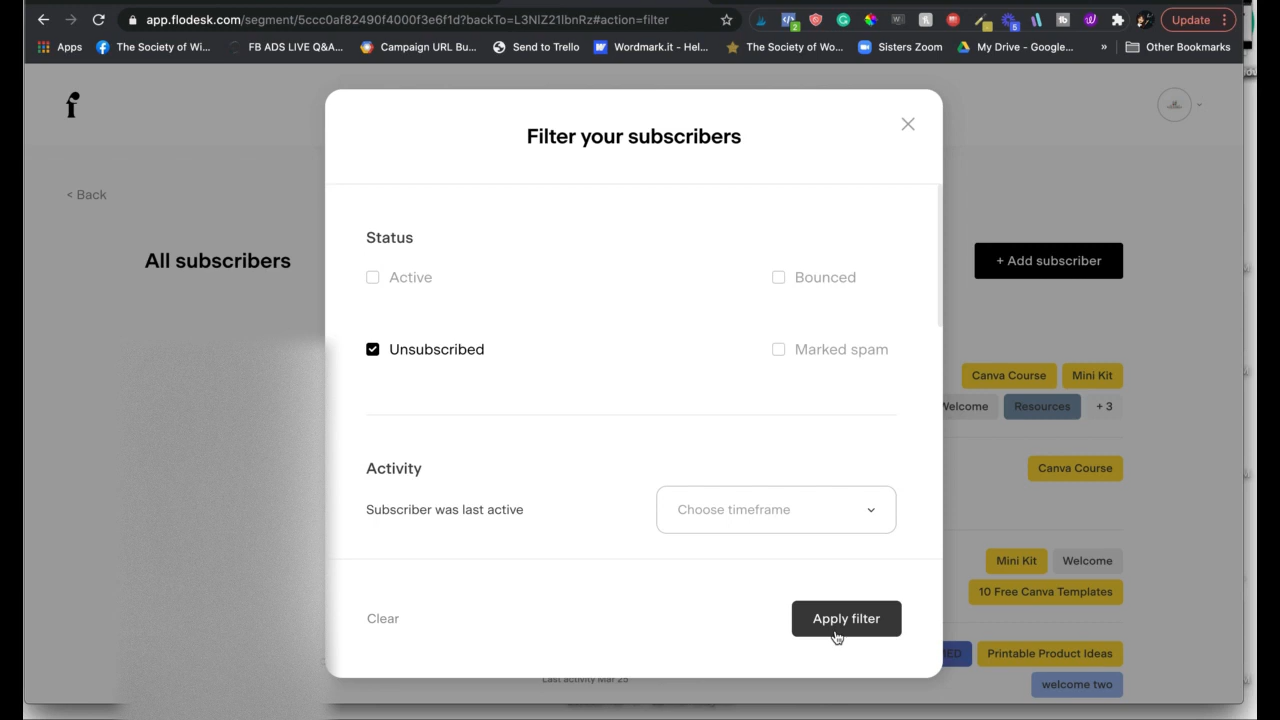 app.flodesk.com/segment/5ccc0af82490f4000f3e6f1d?backTo=L3NlZ21lbnRz#action=filter
2
5
Update
Apps
The Society of Wi...
FB ADS LIVE Q&A...
Campaign URL Bu...
Send to Trello
Wordmark.it - Hel...
The Society of Wo...
Sisters Zoom
My Drive - Google...
»
Other Bookmarks
f
Filter your subscribers
< Back
Status
All subscribers
+ Add subscriber
Active
Bounced
Unsubscribed
Marked spam
Canva Course
Mini Kit
Welcome
Resources
+ 3
Activity
Canva Course
Subscriber was last active
Choose timeframe
Mini Kit
Welcome
10 Free Canva Templates
Clear
Apply filter
Printable Product Ideas
Last activity Mar 25
welcome two